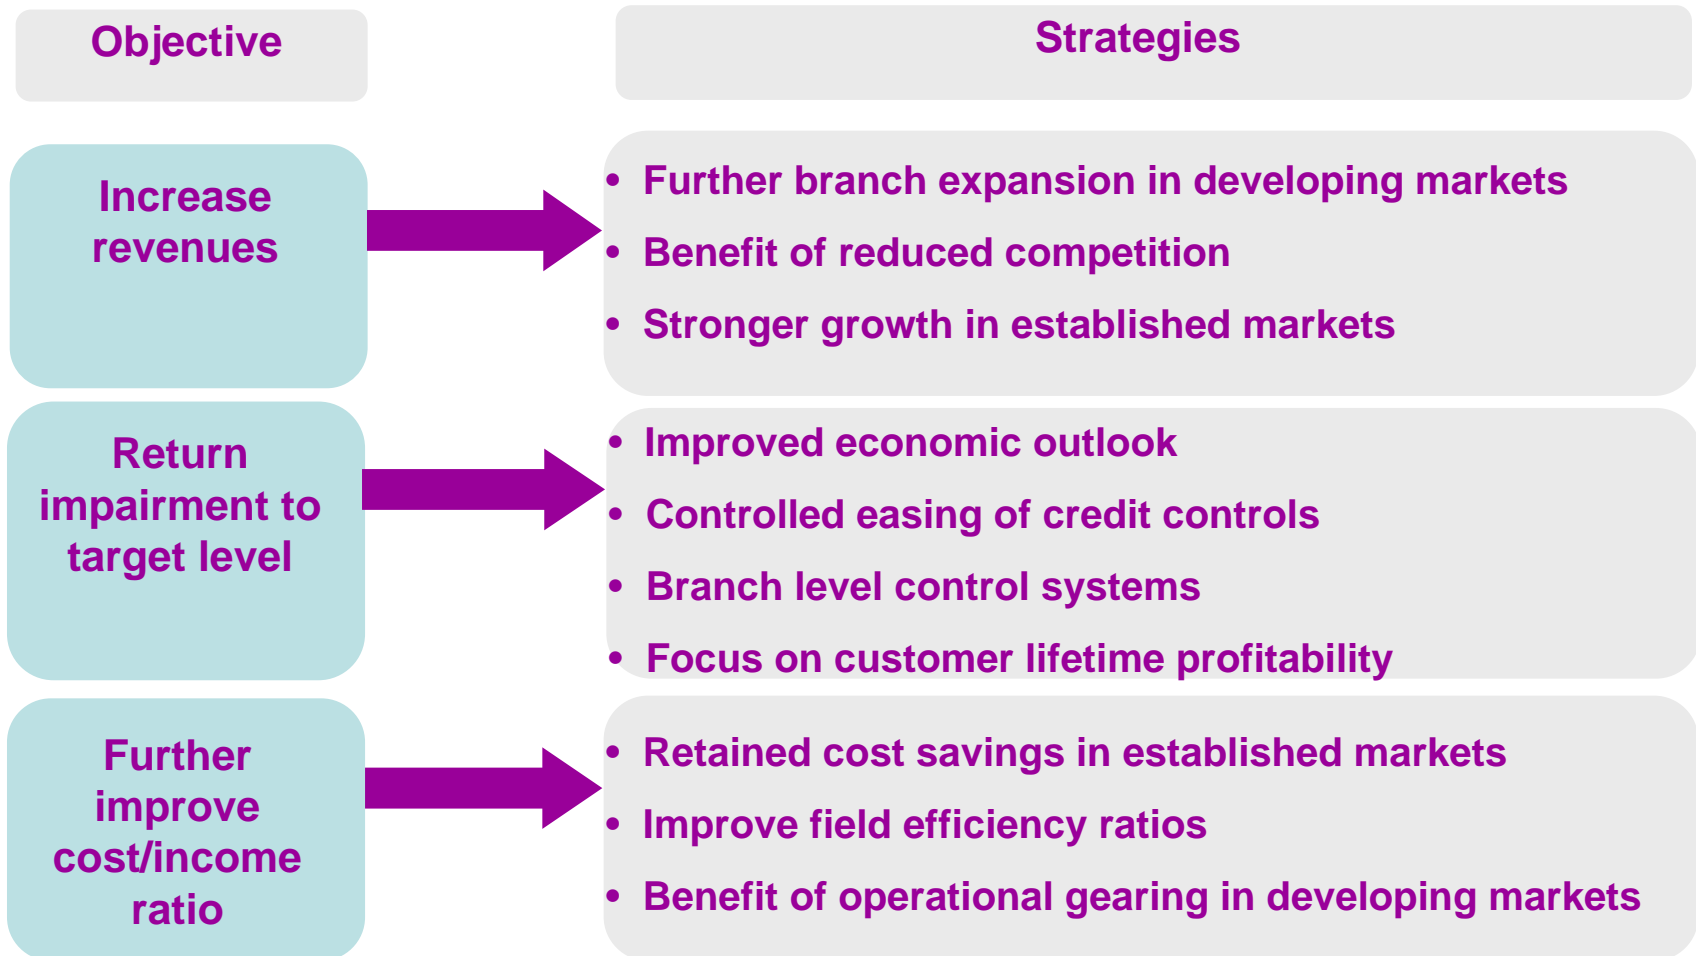 Objective
Strategies
Increase
revenues
• Further branch expansion in developing markets
• Benefit of reduced competition
• Stronger growth in established markets
Return
impairment to
target level
• Improved economic outlook
• Controlled easing of credit controls
• Branch level control systems
• Focus on customer lifetime profitability
Further
improve
cost/income
ratio
• Retained cost savings in established markets
• Improve field efficiency ratios
• Benefit of operational gearing in developing markets